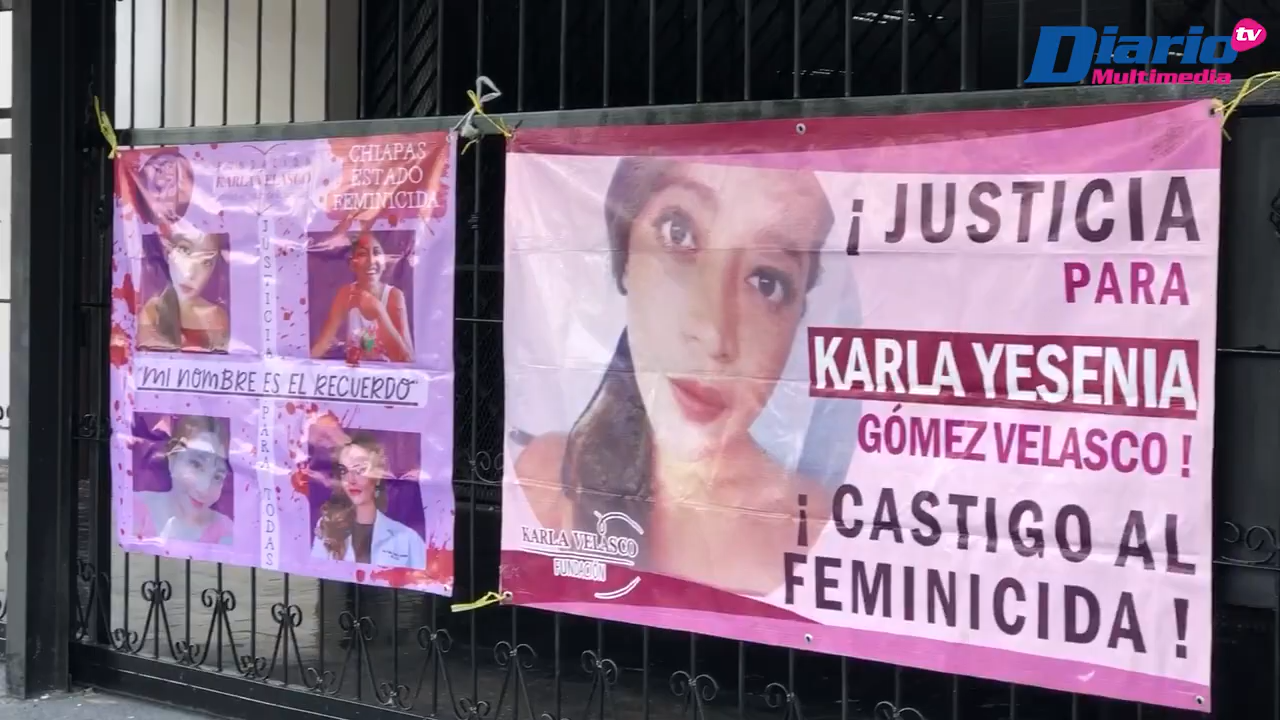 Diario tv
Multimedia
FUNDACIÓN
KARLA VELASCO
CHIAPAS
ESTADO
FEMINICIDA
JUSTICIA PARA TODAS
"MI NOMBRE ES EL RECUERDO"
¡ JUSTICIA
PARA
KARLA YESENIA
GÓMEZ VELASCO !
¡ CASTIGO AL
FEMINICIDA !
KARLA VELASCO
FUNDACIÓN